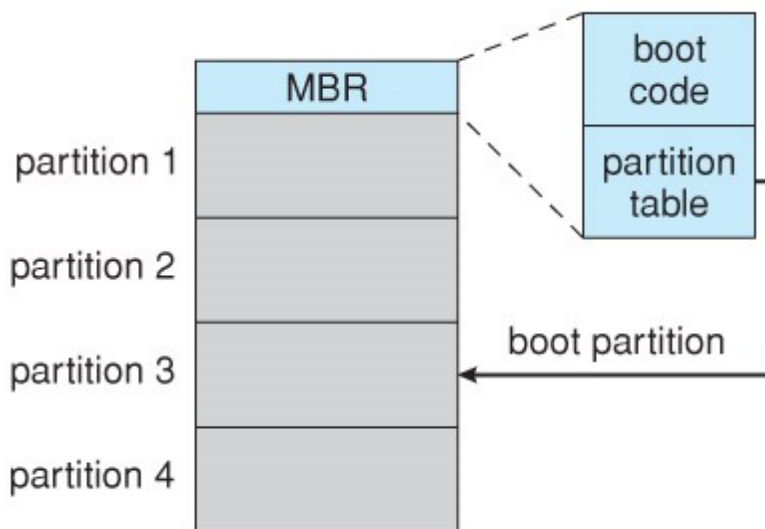 MBR
boot
code
partition
table
partition 1
partition 2
partition 3
boot partition
partition 4